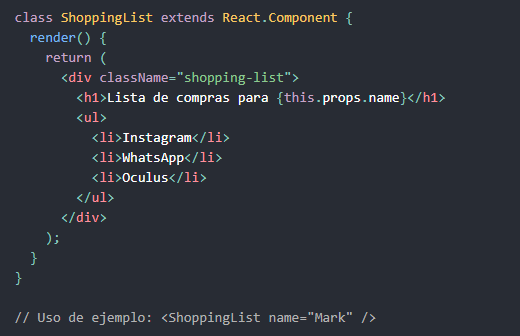 class ShoppingList extends React.Component {
  render() {
    return (
      <div className="shopping-list">
        <h1>Lista de compras para {this.props.name}</h1>
        <ul>
          <li>Instagram</li>
          <li>WhatsApp</li>
          <li>Oculus</li>
        </ul>
      </div>
    );
  }
}

// Uso de ejemplo: <ShoppingList name="Mark" />